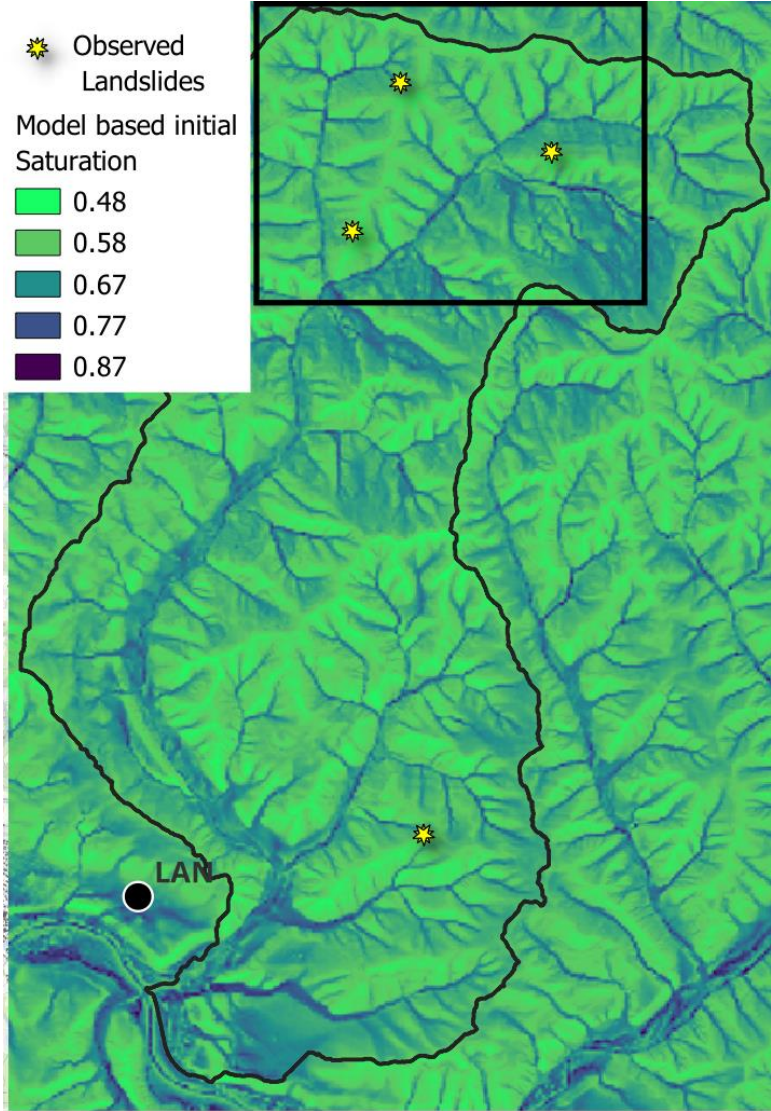 Observed
Landslides
Model based initial
Saturation
0.48
0.58
0.67
0.77
0.87
LAN